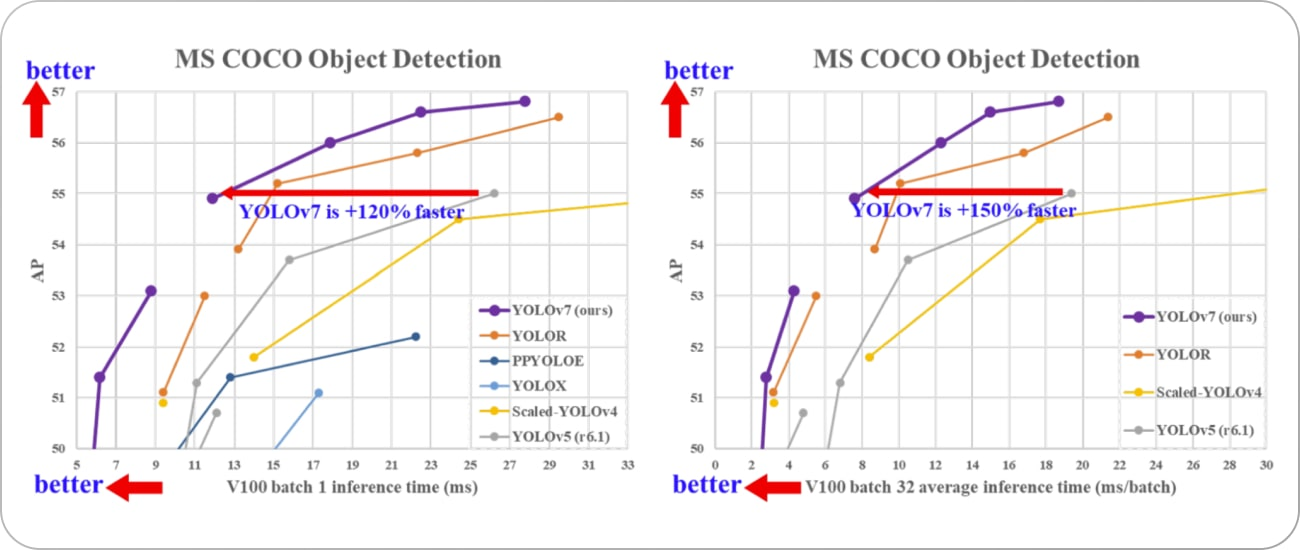 MS COCO Object Detection
better
57
56
55
54
53
52
51
50
AP
YOLOv7 is +120% faster
YOLOv7 (ours)
YOLOR
PPYOLOE
YOLOX
Scaled-YOLOv4
YOLOv5 (r6.1)
5 7 9 11 13 15 17 19 21 23 25 27 29 31 33
better
V100 batch 1 inference time (ms)
MS COCO Object Detection
better
57
56
55
54
53
52
51
50
AP
YOLOv7 is +150% faster
YOLOv7 (ours)
YOLOR
Scaled-YOLOv4
YOLOv5 (r6.1)
0 2 4 6 8 10 12 14 16 18 20 22 24 26 28 30
better
V100 batch 32 average inference time (ms/batch)